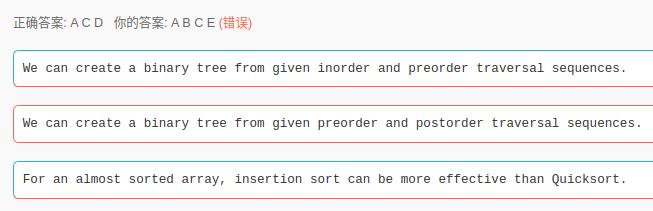 正确答案: A C D 你的答案: A B C E (错误)
We can create a binary tree from given inorder and preorder traversal sequences.
We can create a binary tree from given preorder and postorder traversal sequences.
For an almost sorted array, insertion sort can be more effective than Quicksort.